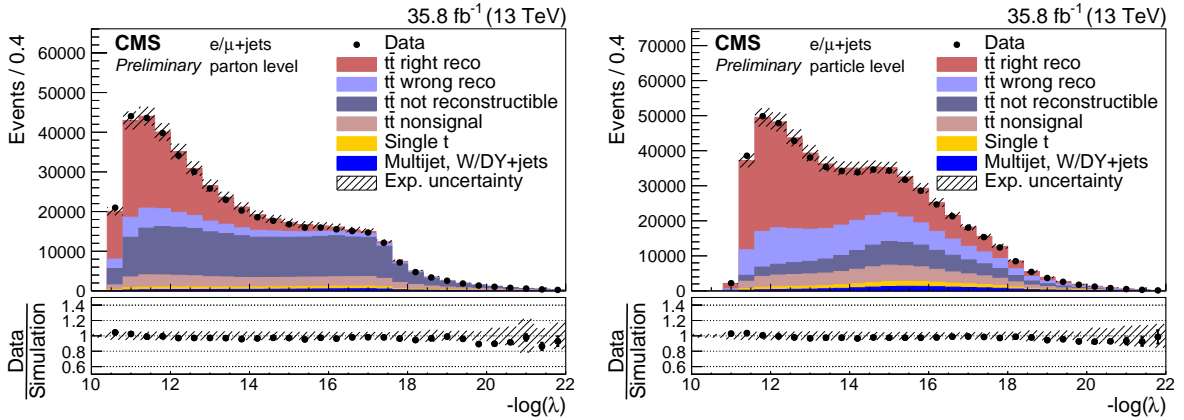 35.8 fb⁻¹ (13 TeV)
CMS
Preliminary
e/μ+jets
parton level
Data
tt̄ right reco
tt̄ wrong reco
tt̄ not reconstructible
tt̄ nonsignal
Single t
Multijet, W/DY+jets
Exp. uncertainty
Events / 0.4
60000
50000
40000
30000
20000
10000
0
Data
Simulation
1.4
1.2
1
0.8
0.6
10 12 14 16 18 20 22
-log(λ)
35.8 fb⁻¹ (13 TeV)
CMS
Preliminary
e/μ+jets
particle level
Data
tt̄ right reco
tt̄ wrong reco
tt̄ not reconstructible
tt̄ nonsignal
Single t
Multijet, W/DY+jets
Exp. uncertainty
Events / 0.4
70000
60000
50000
40000
30000
20000
10000
0
Data
Simulation
1.4
1.2
1
0.8
0.6
10 12 14 16 18 20 22
-log(λ)